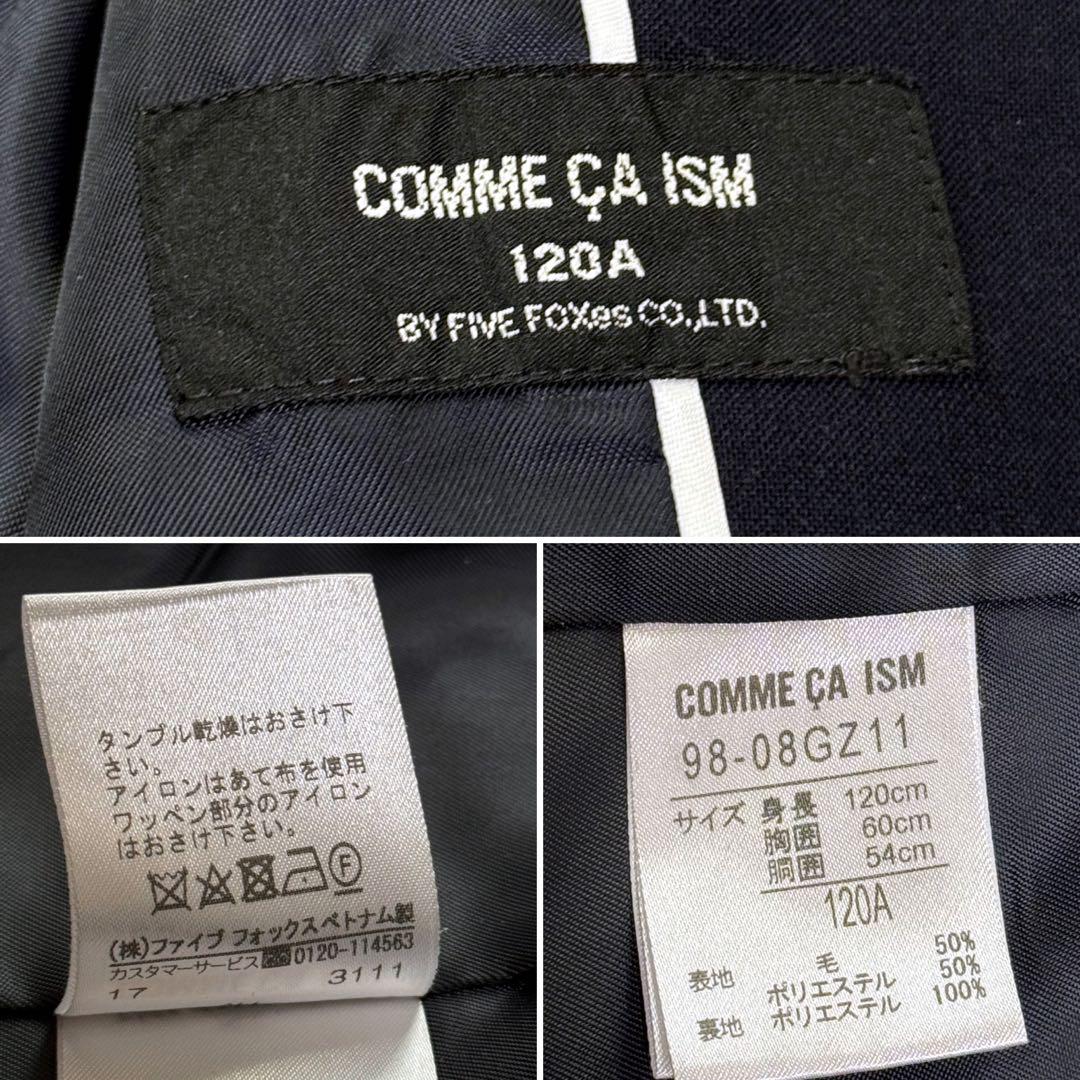 COMME ÇA ISM
120A
BY FIVE FOXes CO.,LTD.
タンブル乾燥はおさけ下
さい。
アイロンはあて布を使用
ワッペン部分のアイロン
はおさけ下さい。
F
(株)ファイブ フォックスベトナム製
カスタマーサービス 0120-114563
17 3111
COMME ÇA ISM
98-08GZ11
サイズ 身長 120cm
胸囲 60cm
胴囲 54cm
120A
表地 毛 50%
ポリエステル 50%
裏地 ポリエステル 100%